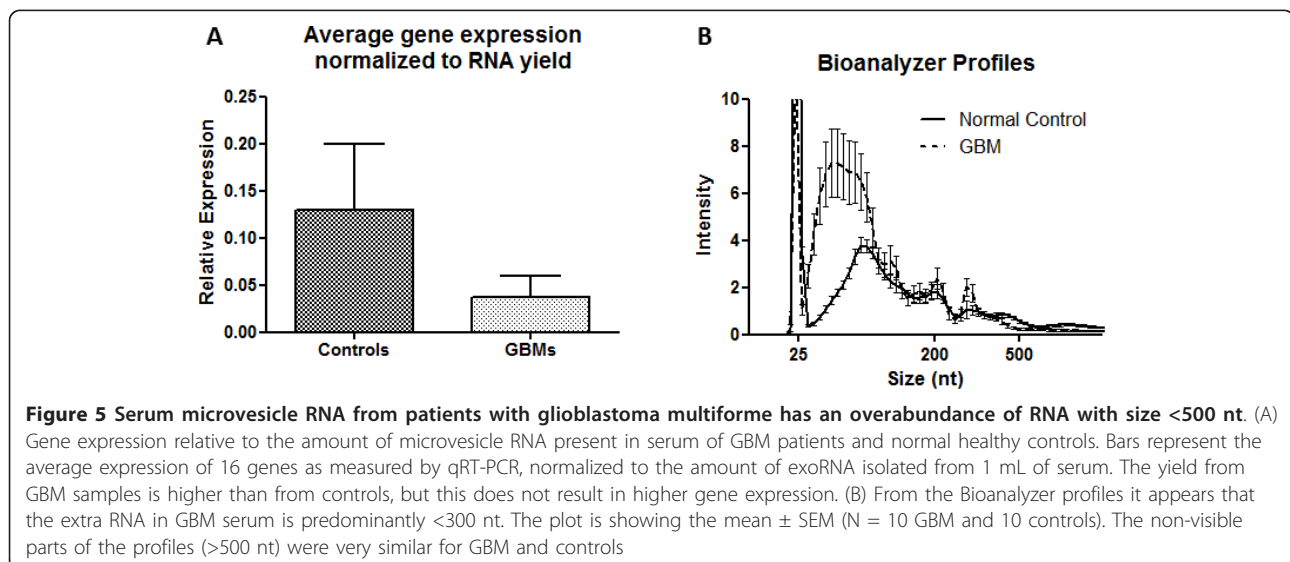 A
Average gene expression
normalized to RNA yield
0.25
0.20
0.15
0.10
0.05
0.00
Relative Expression
Controls
GBMs
B
Bioanalyzer Profiles
10
8
6
4
2
0
Intensity
Normal Control
GBM
25
200
500
Size (nt)
Figure 5 Serum microvesicle RNA from patients with glioblastoma multiforme has an overabundance of RNA with size <500 nt. (A)
Gene expression relative to the amount of microvesicle RNA present in serum of GBM patients and normal healthy controls. Bars represent the
average expression of 16 genes as measured by qRT-PCR, normalized to the amount of exoRNA isolated from 1 mL of serum. The yield from
GBM samples is higher than from controls, but this does not result in higher gene expression. (B) From the Bioanalyzer profiles it appears that
the extra RNA in GBM serum is predominantly <300 nt. The plot is showing the mean ± SEM (N = 10 GBM and 10 controls). The non-visible
parts of the profiles (>500 nt) were very similar for GBM and controls